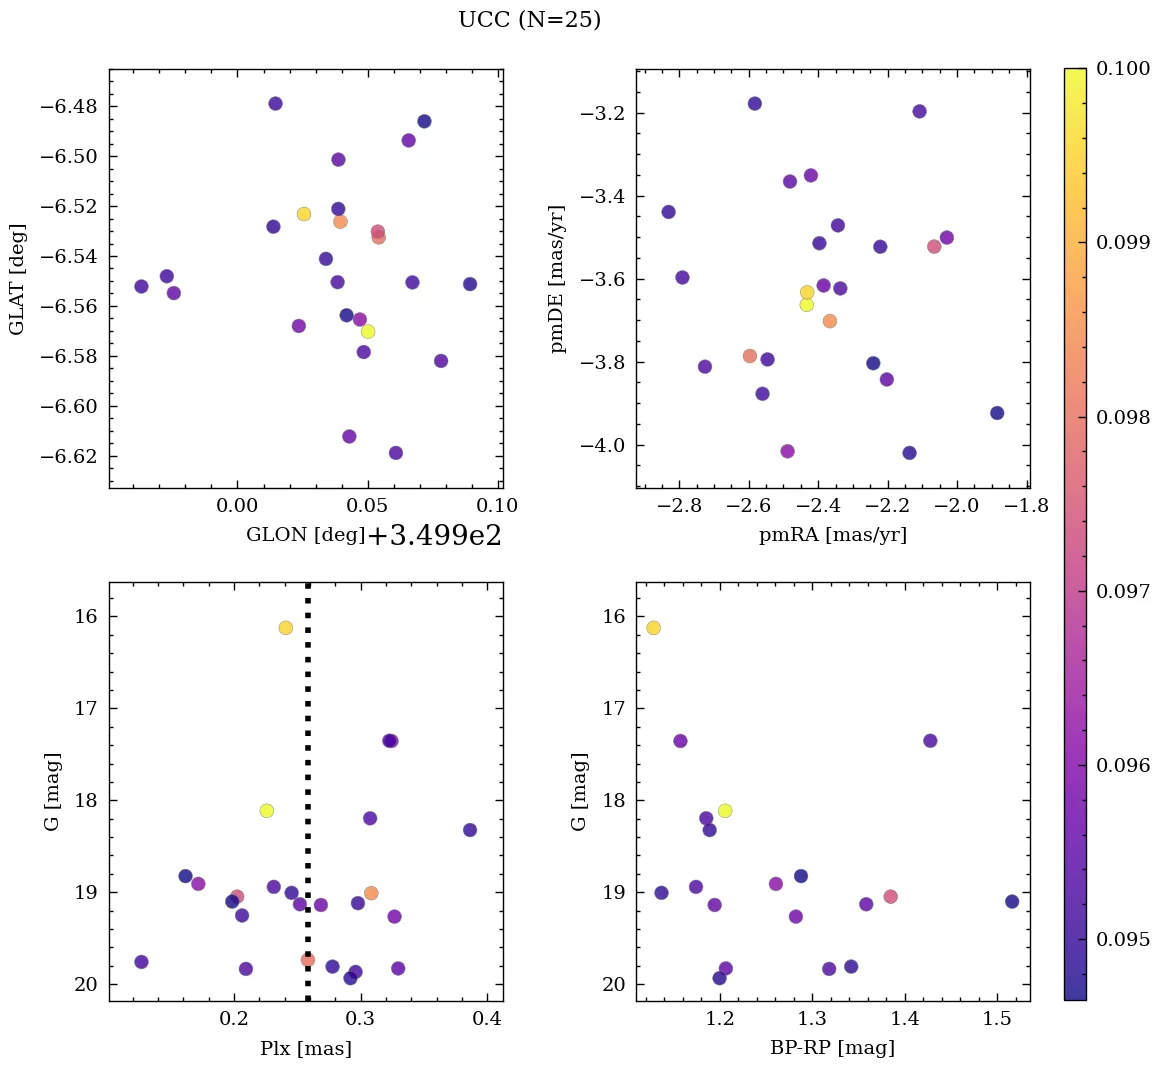 UCC (N=25)
−6.48
−6.50
−6.52
−6.54
−6.56
−6.58
−6.60
−6.62
GLAT [deg]
0.00 0.05 0.10
GLON [deg]
+3.499e2
−3.2
−3.4
−3.6
−3.8
−4.0
pmDE [mas/yr]
−2.8 −2.6 −2.4 −2.2 −2.0 −1.8
pmRA [mas/yr]
16
17
18
19
20
G [mag]
0.2 0.3 0.4
Plx [mas]
16
17
18
19
20
G [mag]
1.2 1.3 1.4 1.5
BP-RP [mag]
0.100
0.099
0.098
0.097
0.096
0.095